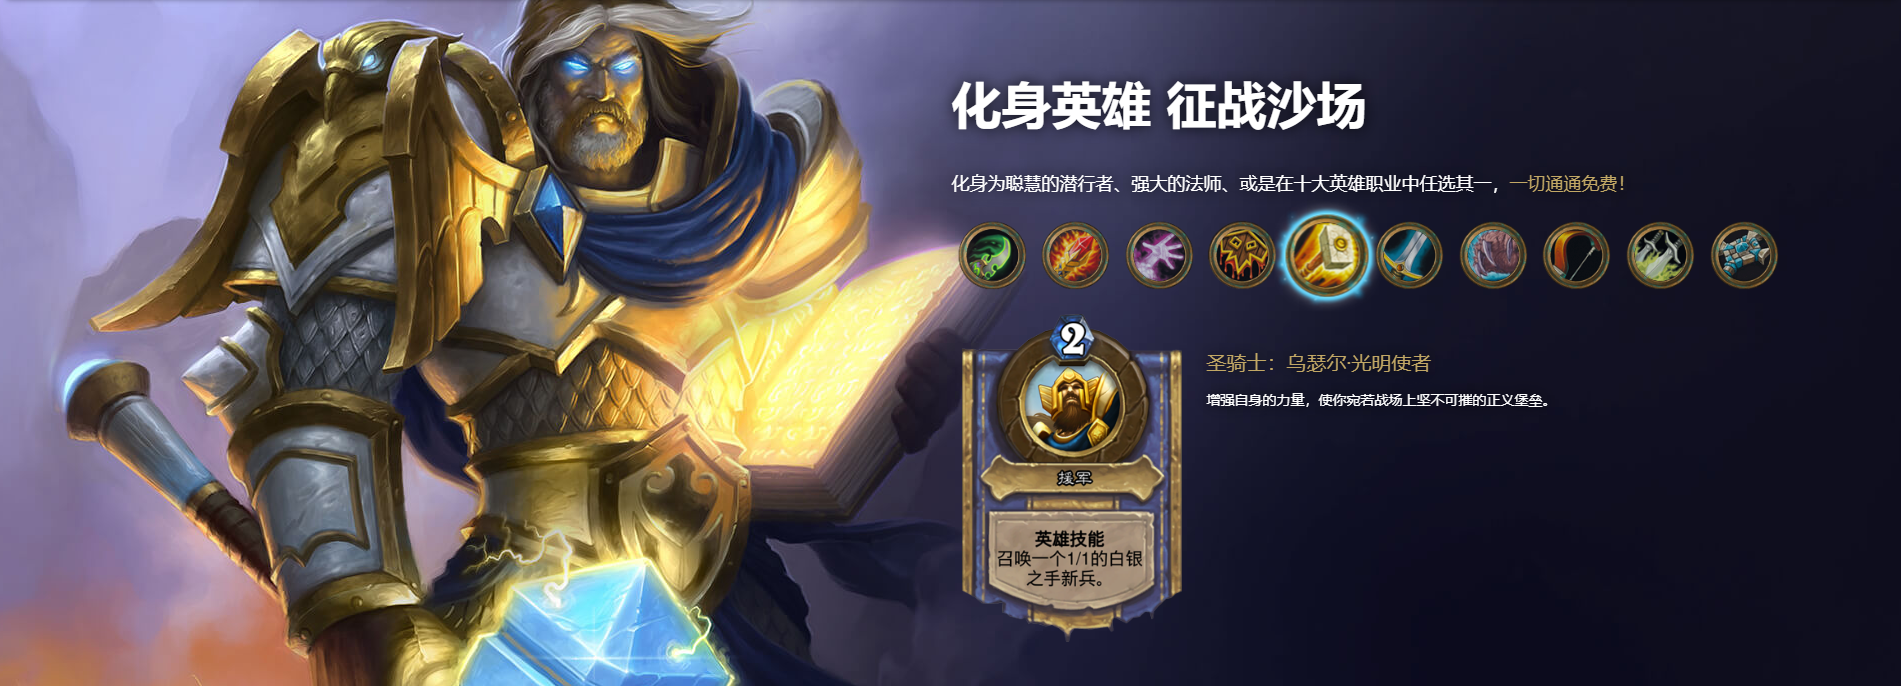 化身英雄 征战沙场
化身为聪慧的潜行者、强大的法师、或是在十大英雄职业中任选其一，一切通通免费！
2
圣骑士：乌瑟尔·光明使者
增强自身的力量，使你宛若战场上坚不可摧的正义堡垒。
援军
英雄技能
召唤一个1/1的白银
之手新兵。